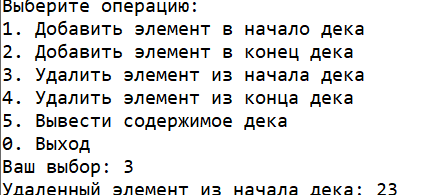 Выберите операцию:
1. Добавить элемент в начало дека
2. Добавить элемент в конец дека
3. Удалить элемент из начала дека
4. Удалить элемент из конца дека
5. Вывести содержимое дека
0. Выход
Ваш выбор: 3
Удаленный элемент из начала дека: 23